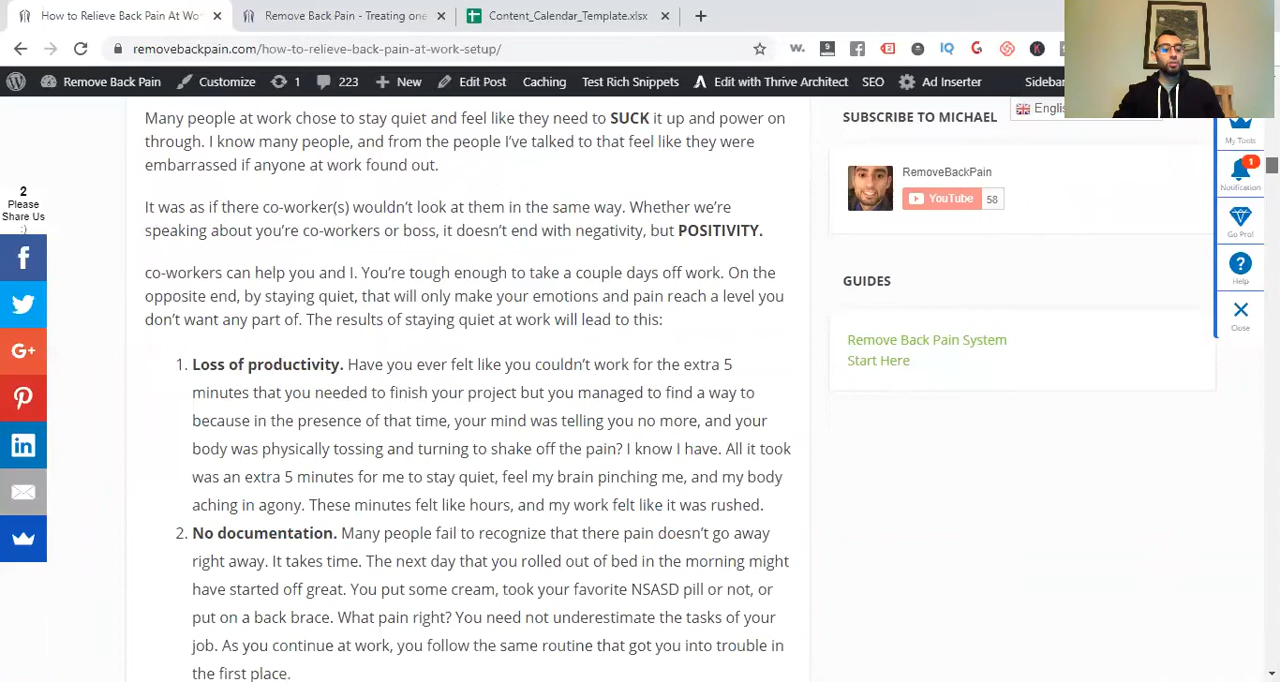 How to Relieve Back Pain At Wo
Remove Back Pain - Treating one
Content_Calendar_Template.xlsx
removebackpain.com/how-to-relieve-back-pain-at-work-setup/
Remove Back Pain
Customize
1
223
New
Edit Post
Caching
Test Rich Snippets
Edit with Thrive Architect
SEO
Ad Inserter
Sidebar
Many people at work chose to stay quiet and feel like they need to SUCK it up and power on
through. I know many people, and from the people I've talked to that feel like they were
embarrassed if anyone at work found out.
It was as if there co-worker(s) wouldn't look at them in the same way. Whether we're
speaking about you're co-workers or boss, it doesn't end with negativity, but POSITIVITY.
co-workers can help you and I. You're tough enough to take a couple days off work. On the
opposite end, by staying quiet, that will only make your emotions and pain reach a level you
don't want any part of. The results of staying quiet at work will lead to this:
1. Loss of productivity. Have you ever felt like you couldn't work for the extra 5
minutes that you needed to finish your project but you managed to find a way to
because in the presence of that time, your mind was telling you no more, and your
body was physically tossing and turning to shake off the pain? I know I have. All it took
was an extra 5 minutes for me to stay quiet, feel my brain pinching me, and my body
aching in agony. These minutes felt like hours, and my work felt like it was rushed.
2. No documentation. Many people fail to recognize that there pain doesn't go away
right away. It takes time. The next day that you rolled out of bed in the morning might
have started off great. You put some cream, took your favorite NSASD pill or not, or
put on a back brace. What pain right? You need not underestimate the tasks of your
job. As you continue at work, you follow the same routine that got you into trouble in
the first place.
2
Please
Share Us
:)
SUBSCRIBE TO MICHAEL
English
RemoveBackPain
YouTube
58
GUIDES
Remove Back Pain System
Start Here
My Tools
1
Notification
Go Pro!
Help
Close